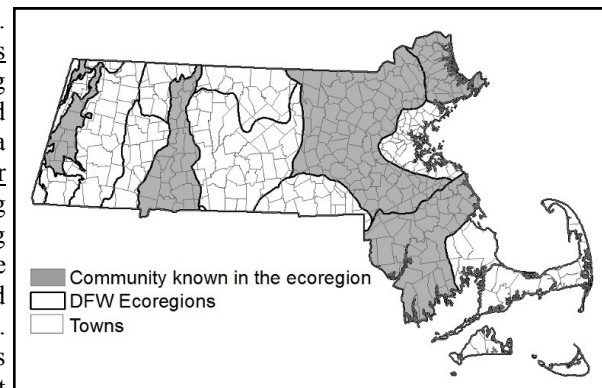 .
s
g
d
a
r
g
g
e
d
.
s
t
Community known in the ecoregion
DFW Ecoregions
Towns